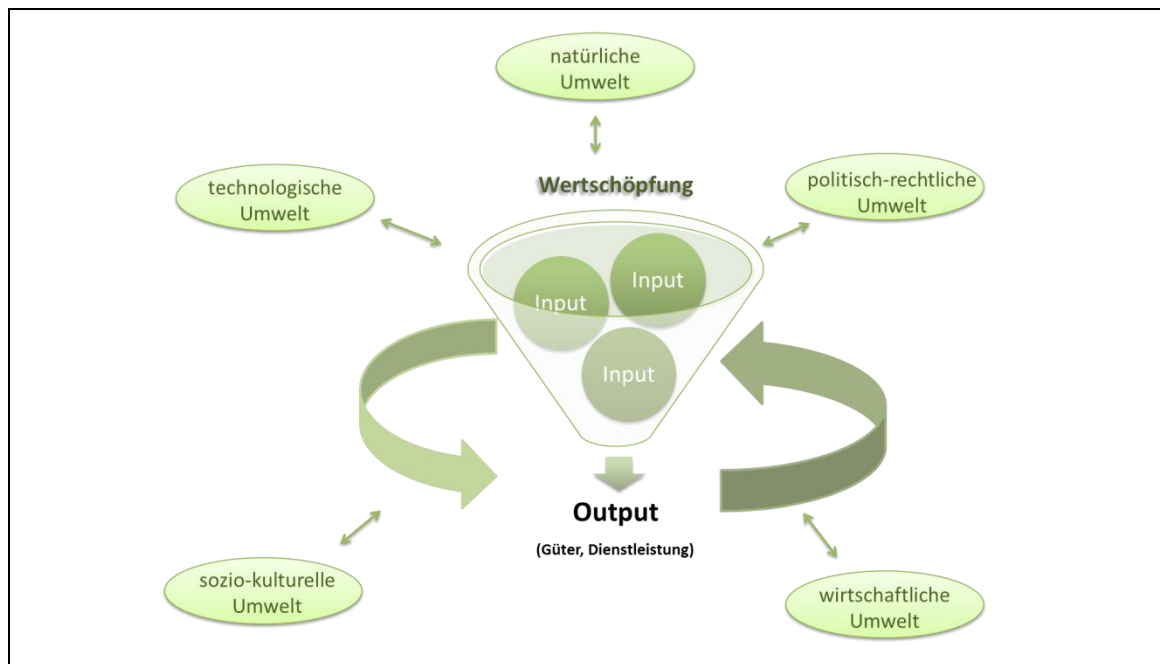 natürliche
Umwelt
technologische
Umwelt
Wertschöpfung
politisch-rechtliche
Umwelt
Input
Input
Input
Output
(Güter, Dienstleistung)
sozio-kulturelle
Umwelt
wirtschaftliche
Umwelt